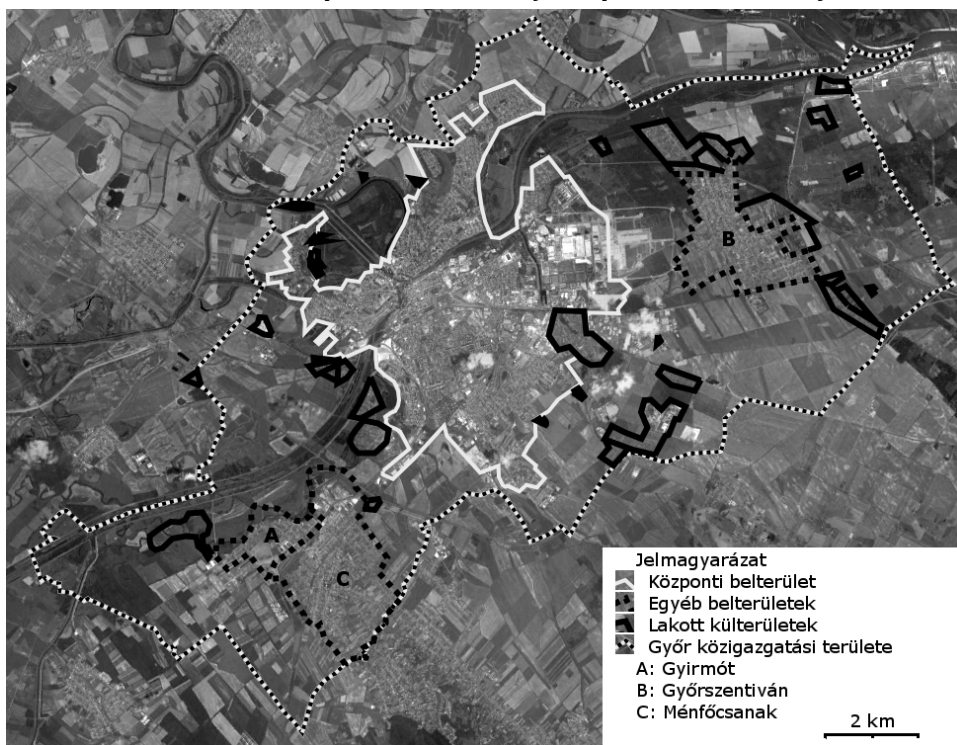 B
A
C
Jelmagyarázat
Központi belterület
Egyéb belterületek
Lakott külterületek
Győr közigazgatási területe
A: Gyirmót
B: Győrszentiván
C: Ménfőcsanak
2 km